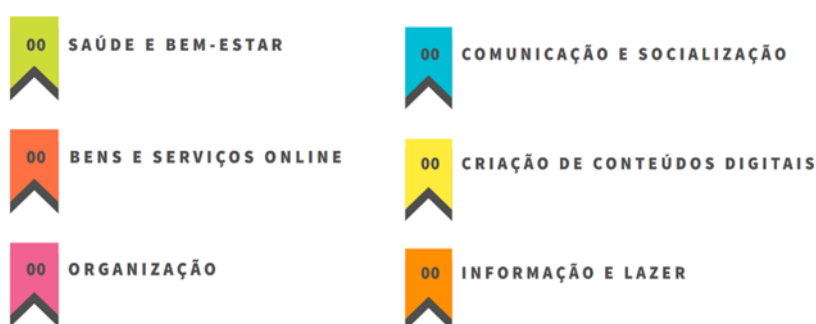 00 SAÚDE E BEM-ESTAR
00 COMUNICAÇÃO E SOCIALIZAÇÃO
00 BENS E SERVIÇOS ONLINE
00 CRIAÇÃO DE CONTEÚDOS DIGITAIS
00 ORGANIZAÇÃO
00 INFORMAÇÃO E LAZER